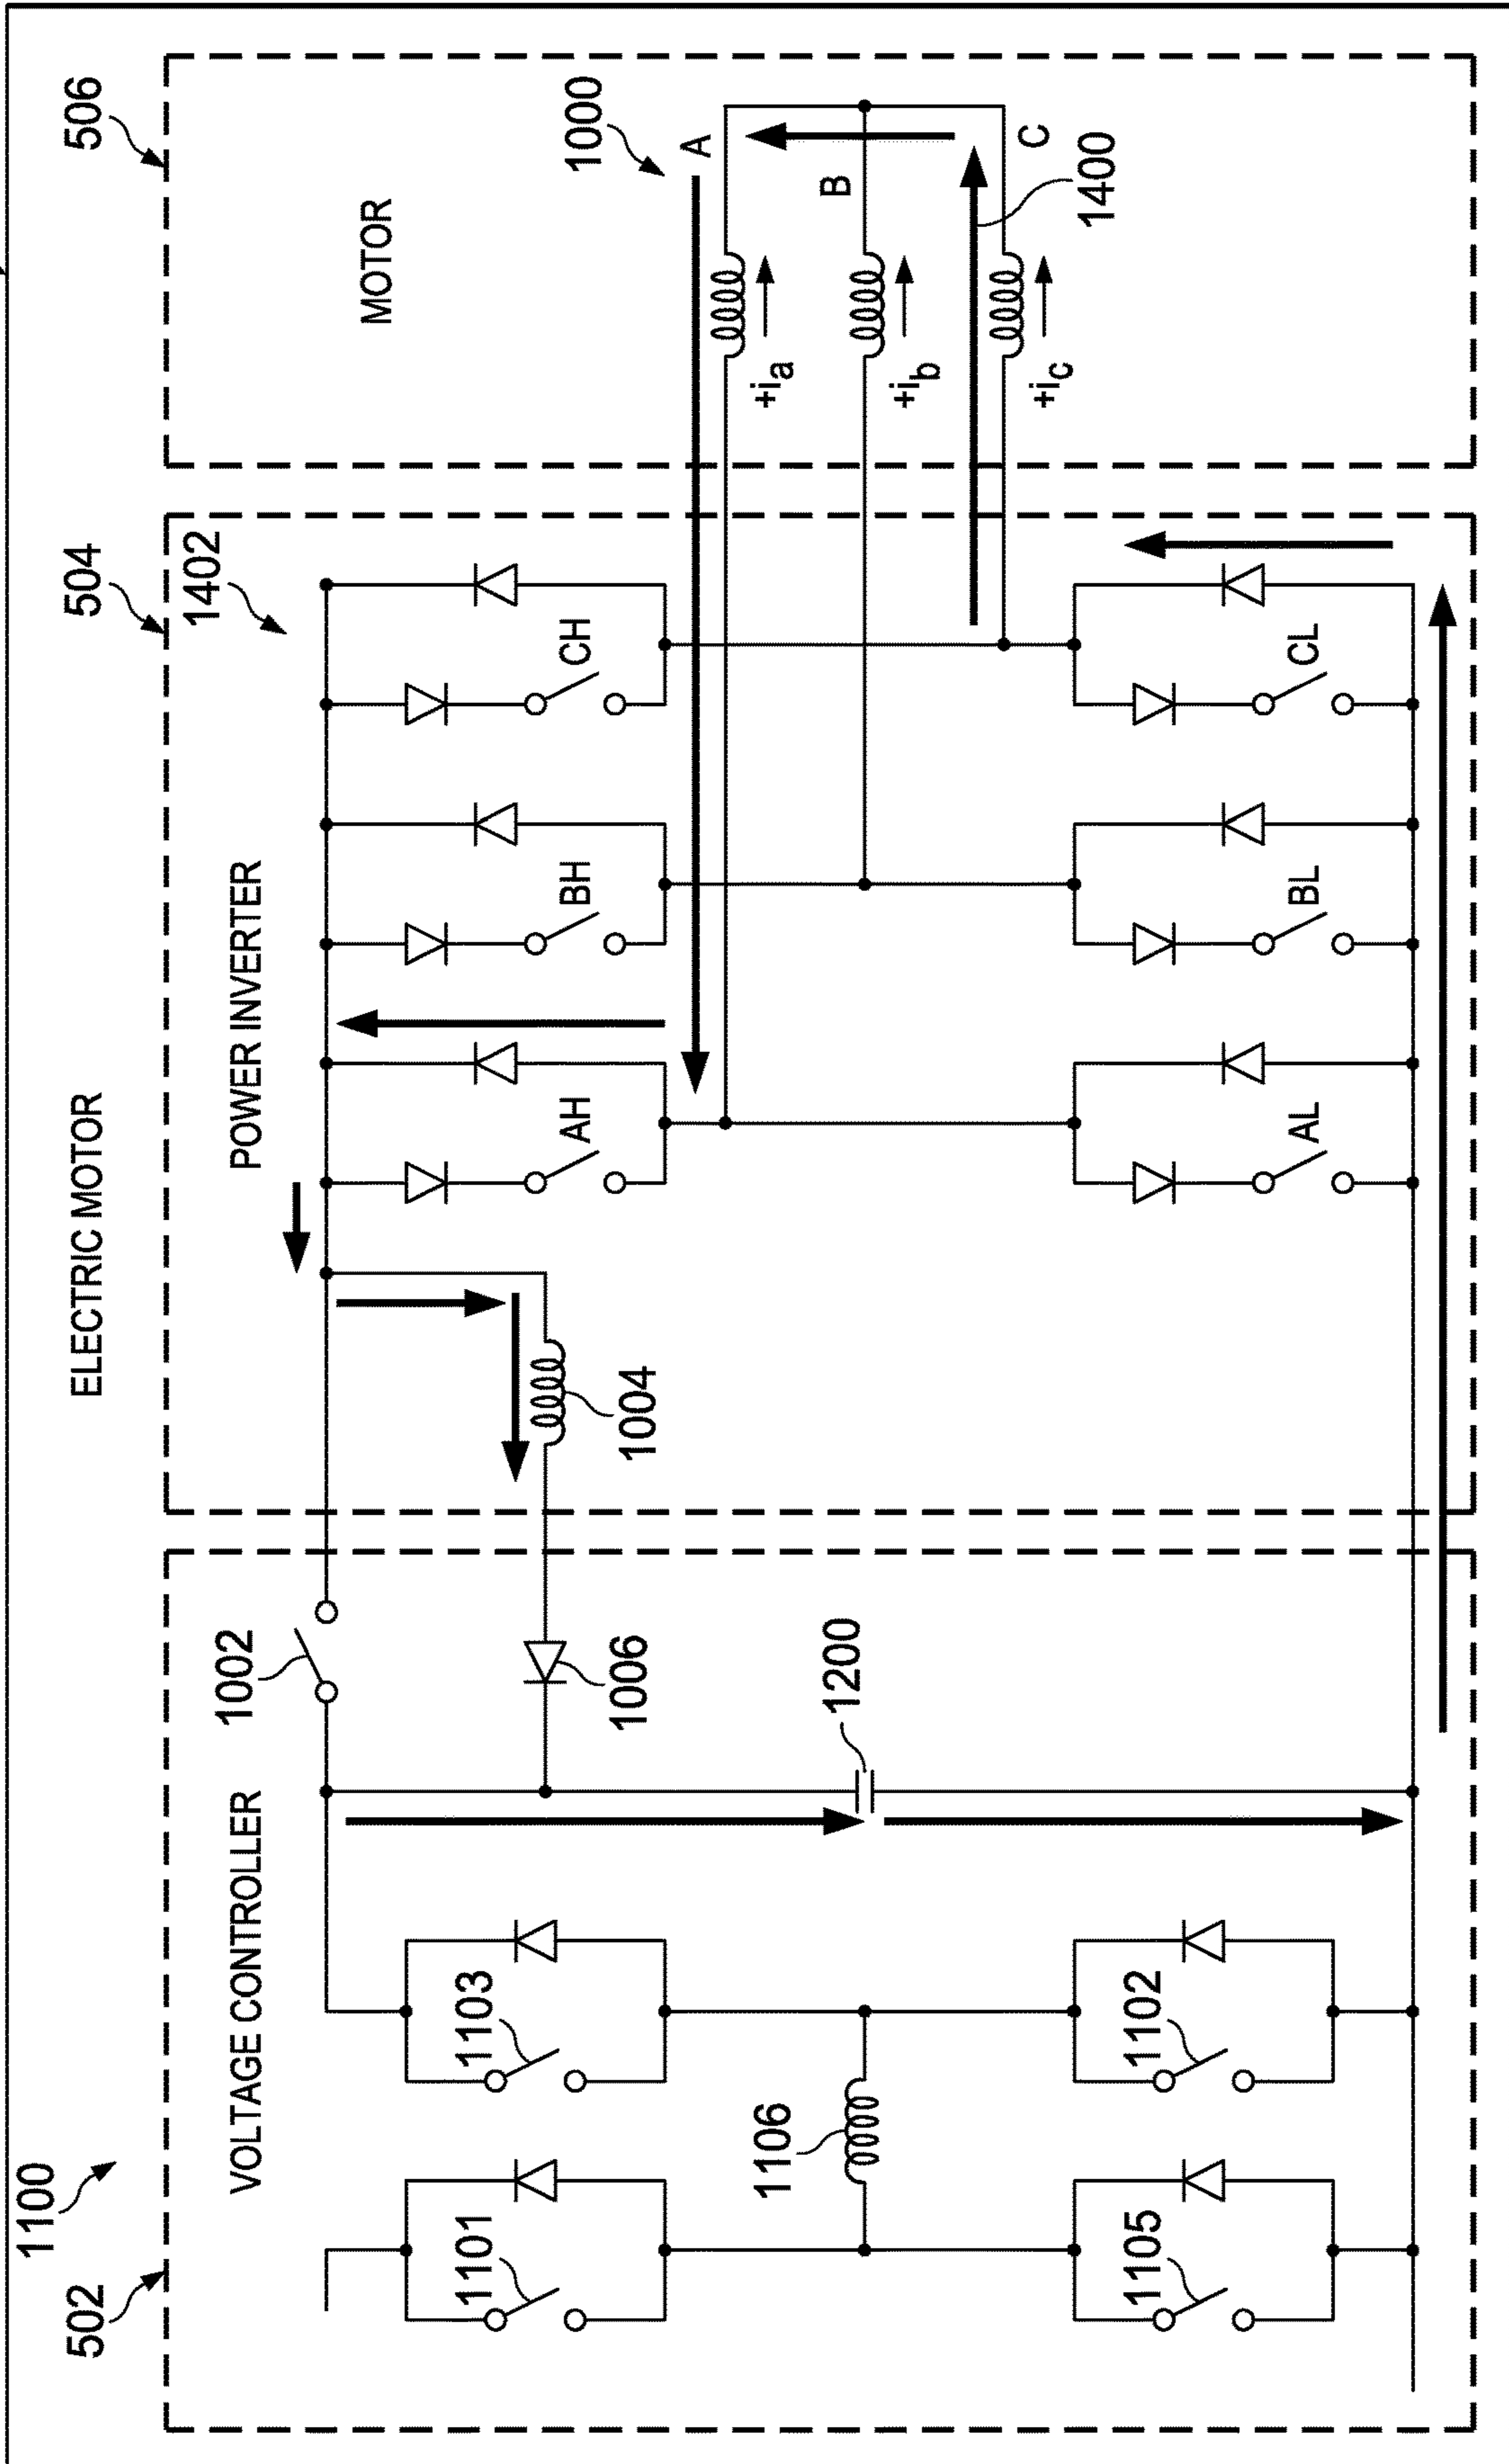 ELECTRIC MOTOR
1100
502
504
506
VOLTAGE CONTROLLER
1002
POWER INVERTER
1402
MOTOR
1101
1103
1006
1004
AH
BH
CH
1000
A
+ia
1106
1200
B
+ib
C
+ic
1400
1105
1102
AL
BL
CL